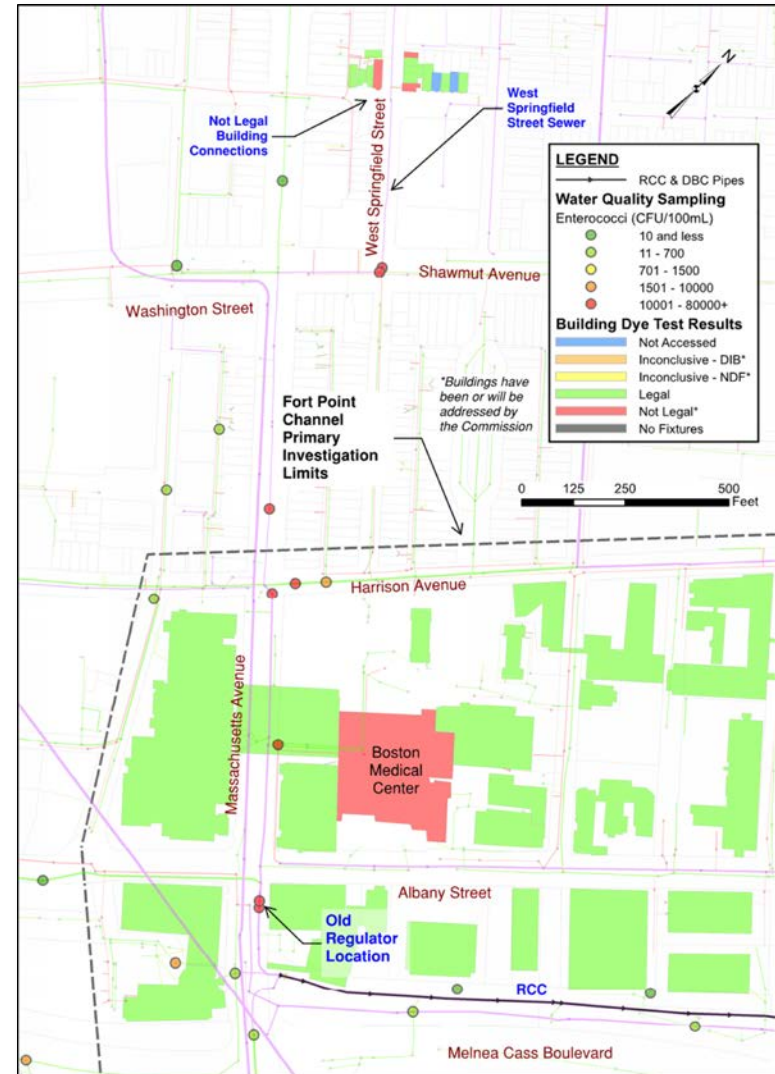 N
Not Legal
Building
Connections
West Springfield Street
West
Springfield
Street Sewer
LEGEND
RCC & DBC Pipes
Water Quality Sampling
Enterococci (CFU/100mL)
10 and less
11 - 700
701 - 1500
1501 - 10000
10001 - 80000+
Building Dye Test Results
Not Accessed
Inconclusive - DIB*
Inconclusive - NDF*
Legal
Not Legal*
No Fixtures
Shawmut Avenue
Washington Street
*Buildings have
been or will be
addressed by
the Commission
Fort Point
Channel
Primary
Investigation
Limits
0 125 250 500
Feet
Harrison Avenue
Massachusetts Avenue
Boston
Medical
Center
Albany Street
Old
Regulator
Location
RCC
Melnea Cass Boulevard